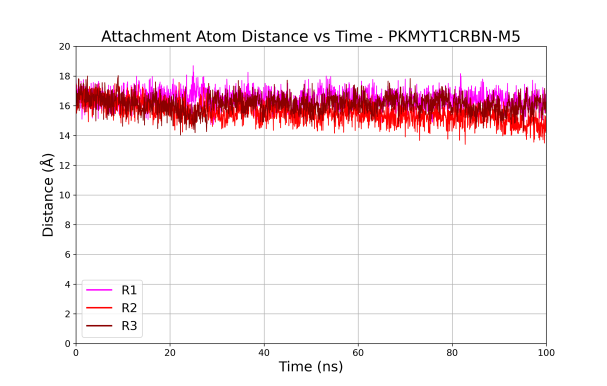 Attachment Atom Distance vs Time - PKMYT1CRBN-M5
20
18
16
14
12
10
8
6
4
2
0
Distance (Å)
R1
R2
R3
0 20 40 60 80 100
Time (ns)